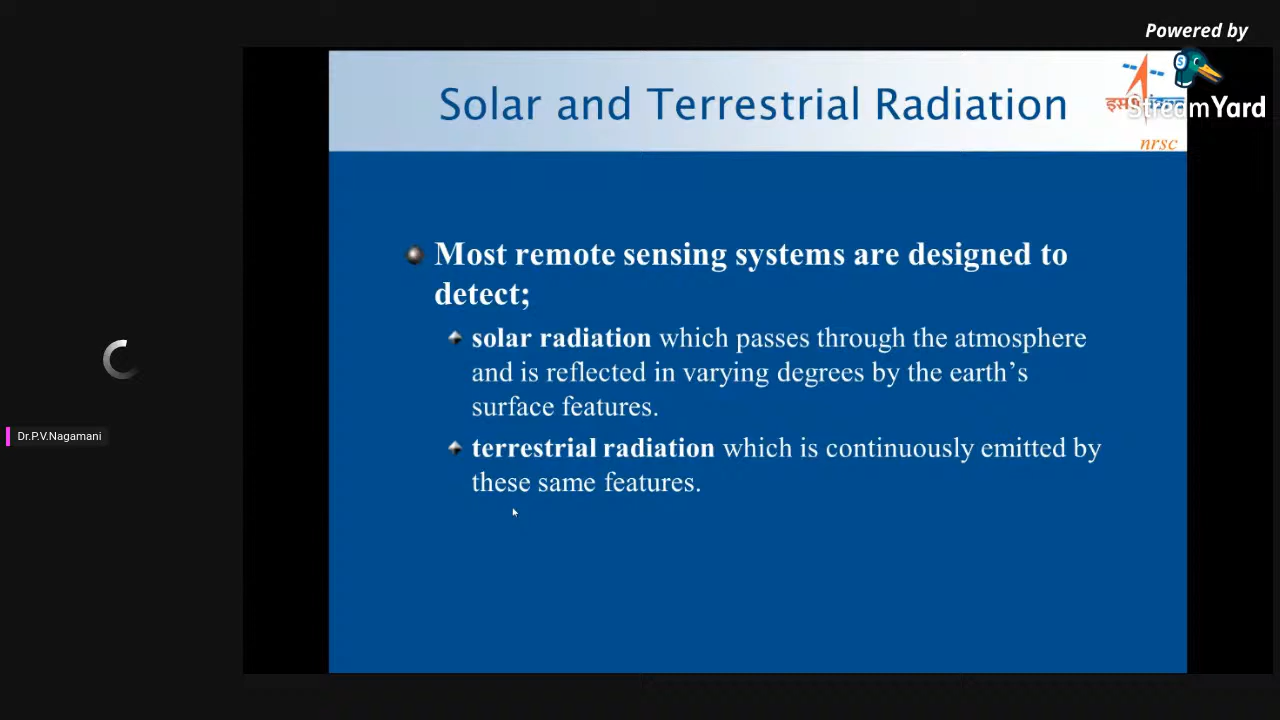 Powered by
StreamYard
Solar and Terrestrial Radiation
nrsc
Most remote sensing systems are designed to
detect;
solar radiation which passes through the atmosphere
and is reflected in varying degrees by the earth's
surface features.
terrestrial radiation which is continuously emitted by
these same features.
Dr.P.V.Nagamani